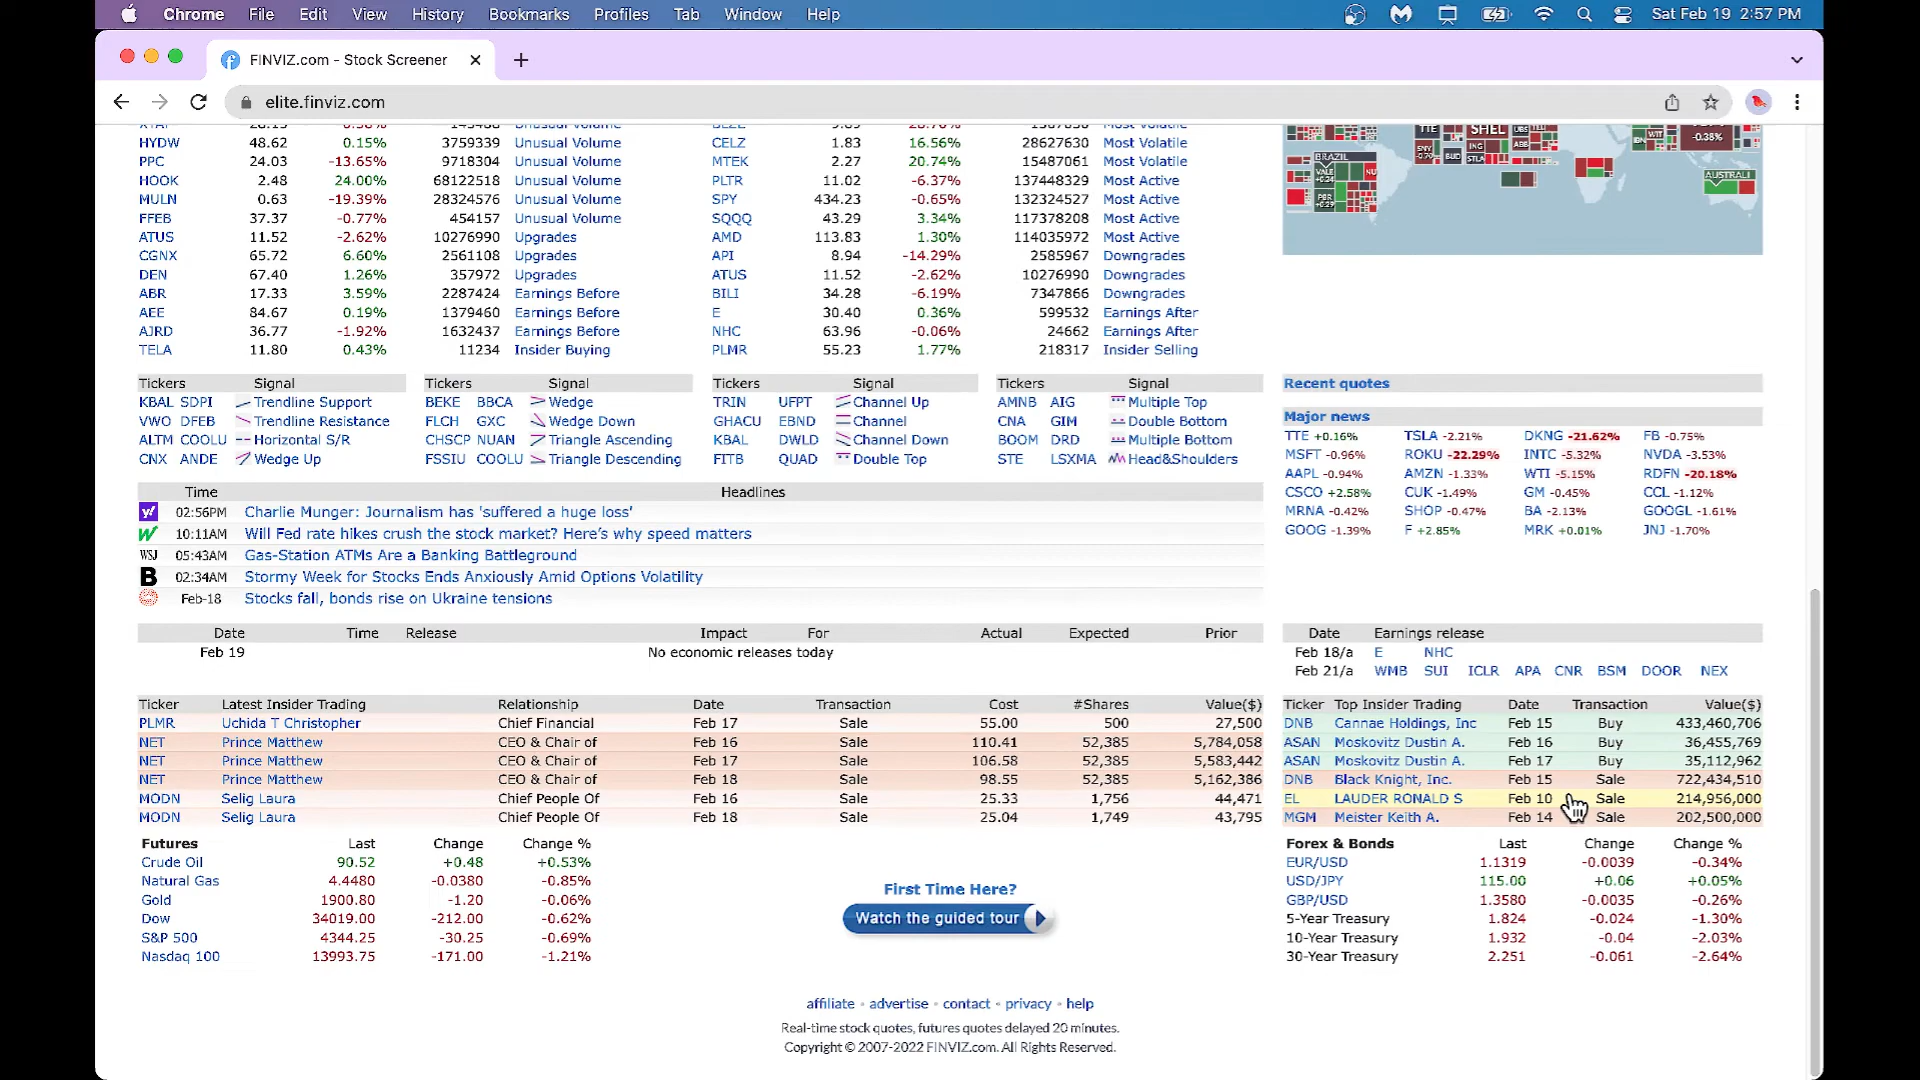 Chrome File Edit View History Bookmarks Profiles Tab Window Help Sat Feb 19 2:57 PM
FINVIZ.com - Stock Screener
elite.finviz.com
HYDW 48.62 0.15% 3759339 Unusual Volume CELZ 1.83 16.56% 28627630 Most Volatile
PPC 24.03 -13.65% 9718304 Unusual Volume MTEK 2.27 20.74% 15487061 Most Volatile
HOOK 2.48 24.00% 68122518 Unusual Volume PLTR 11.02 -6.37% 137448329 Most Active
MULN 0.63 -19.39% 28324576 Unusual Volume SPY 434.23 -0.65% 132324527 Most Active
FFEB 37.37 -0.77% 454157 Unusual Volume SQQQ 43.29 3.34% 117378208 Most Active
ATUS 11.52 -2.62% 10276990 Upgrades AMD 113.83 1.30% 114035972 Most Active
CGNX 65.72 6.60% 2561108 Upgrades API 8.94 -14.29% 2585967 Downgrades
DEN 67.40 1.26% 357972 Upgrades ATUS 11.52 -2.62% 10276990 Downgrades
ABR 17.33 3.59% 2287424 Earnings Before BILI 34.28 -6.19% 7347866 Downgrades
AEE 84.67 0.19% 1379460 Earnings Before E 30.40 0.36% 599532 Earnings After
AJRD 36.77 -1.92% 1632437 Earnings Before NHC 63.96 -0.06% 24662 Earnings After
TELA 11.80 0.43% 11234 Insider Buying PLMR 55.23 1.77% 218317 Insider Selling
TTE SHEL
-0.38%
ING
BUD
BRAZIL
VALE
PBR
AUSTRALI
Tickers Signal Tickers Signal Tickers Signal Tickers Signal
KBAL SDPI Trendline Support BEKE BBCA Wedge TRIN UFPT Channel Up AMNB AIG Multiple Top
VWO DFEB Trendline Resistance FLCH GXC Wedge Down GHACU EBND Channel CNA GIM Double Bottom
ALTM COOLU Horizontal S/R CHSCP NUAN Triangle Ascending KBAL DWLD Channel Down BOOM DRD Multiple Bottom
CNX ANDE Wedge Up FSSIU COOLU Triangle Descending FITB QUAD Double Top STE LSXMA Head&Shoulders
Recent quotes
Major news
TTE +0.16% TSLA -2.21% DKNG -21.62% FB -0.75%
MSFT -0.96% ROKU -22.29% INTC -5.32% NVDA -3.53%
AAPL -0.94% AMZN -1.33% WTI -5.15% RDFN -20.18%
CSCO +2.58% CUK -1.49% GM -0.45% CCL -1.12%
MRNA -0.42% SHOP -0.47% BA -2.13% GOOGL -1.61%
GOOG -1.39% F +2.85% MRK +0.01% JNJ -1.70%
Time Headlines
y! 02:56PM Charlie Munger: Journalism has 'suffered a huge loss'
10:11AM Will Fed rate hikes crush the stock market? Here's why speed matters
WSJ 05:43AM Gas-Station ATMs Are a Banking Battleground
B 02:34AM Stormy Week for Stocks Ends Anxiously Amid Options Volatility
Feb-18 Stocks fall, bonds rise on Ukraine tensions
Date Time Release Impact For Actual Expected Prior
Feb 19 No economic releases today
Date Earnings release
Feb 18/a E NHC
Feb 21/a WMB SUI ICLR APA CNR BSM DOOR NEX
Ticker Latest Insider Trading Relationship Date Transaction Cost #Shares Value($)
PLMR Uchida T Christopher Chief Financial Feb 17 Sale 55.00 500 27,500
NET Prince Matthew CEO & Chair of Feb 16 Sale 110.41 52,385 5,784,058
NET Prince Matthew CEO & Chair of Feb 17 Sale 106.58 52,385 5,583,442
NET Prince Matthew CEO & Chair of Feb 18 Sale 98.55 52,385 5,162,386
MODN Selig Laura Chief People Of Feb 16 Sale 25.33 1,756 44,471
MODN Selig Laura Chief People Of Feb 18 Sale 25.04 1,749 43,795
Ticker Top Insider Trading Date Transaction Value($)
DNB Cannae Holdings, Inc Feb 15 Buy 433,460,706
ASAN Moskovitz Dustin A. Feb 16 Buy 36,455,769
ASAN Moskovitz Dustin A. Feb 17 Buy 35,112,962
DNB Black Knight, Inc. Feb 15 Sale 722,434,510
EL LAUDER RONALD S Feb 10 Sale 214,956,000
MGM Meister Keith A. Feb 14 Sale 202,500,000
Futures Last Change Change %
Crude Oil 90.52 +0.48 +0.53%
Natural Gas 4.4480 -0.0380 -0.85%
Gold 1900.80 -1.20 -0.06%
Dow 34019.00 -212.00 -0.62%
S&P 500 4344.25 -30.25 -0.69%
Nasdaq 100 13993.75 -171.00 -1.21%
First Time Here?
Watch the guided tour
Forex & Bonds Last Change Change %
EUR/USD 1.1319 -0.0039 -0.34%
USD/JPY 115.00 +0.06 +0.05%
GBP/USD 1.3580 -0.0035 -0.26%
5-Year Treasury 1.824 -0.024 -1.30%
10-Year Treasury 1.932 -0.04 -2.03%
30-Year Treasury 2.251 -0.061 -2.64%
affiliate • advertise • contact • privacy • help
Real-time stock quotes, futures quotes delayed 20 minutes.
Copyright © 2007-2022 FINVIZ.com. All Rights Reserved.